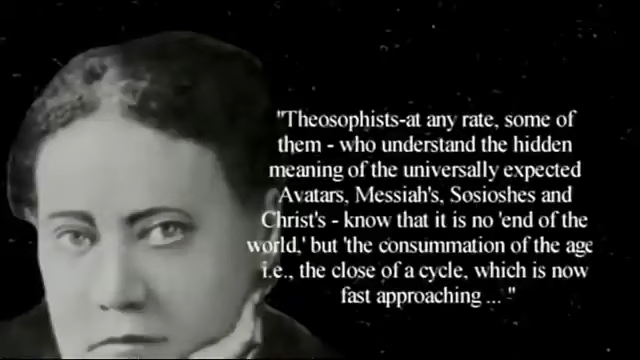 "Theosophists-at any rate, some of
them - who understand the hidden
meaning of the universally expected
Avatars, Messiah's, Sosioshes and
Christ's - know that it is no 'end of the
world,' but 'the consummation of the age
i.e., the close of a cycle, which is now
fast approaching ... "